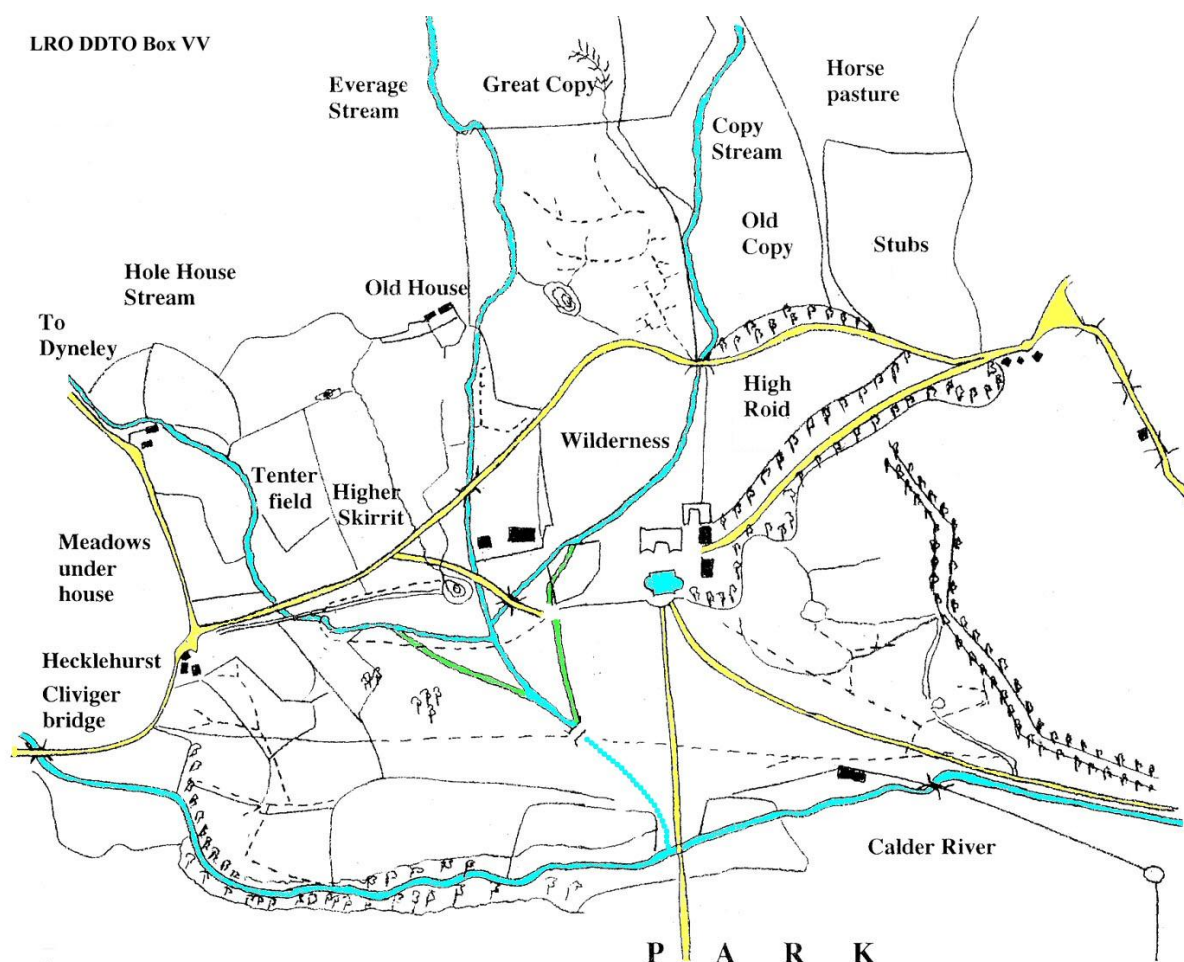 LRO DDTO Box VV
Everage
Stream
Great Copy
Horse
pasture
Copy
Stream
Old
Copy
Stubs
Hole House
Stream
Old House
To
Dyneley
High
Roid
Wilderness
Tenter
field
Higher
Skirrit
Meadows
under
house
Hecklehurst
Cliviger
bridge
Calder River
P A R K